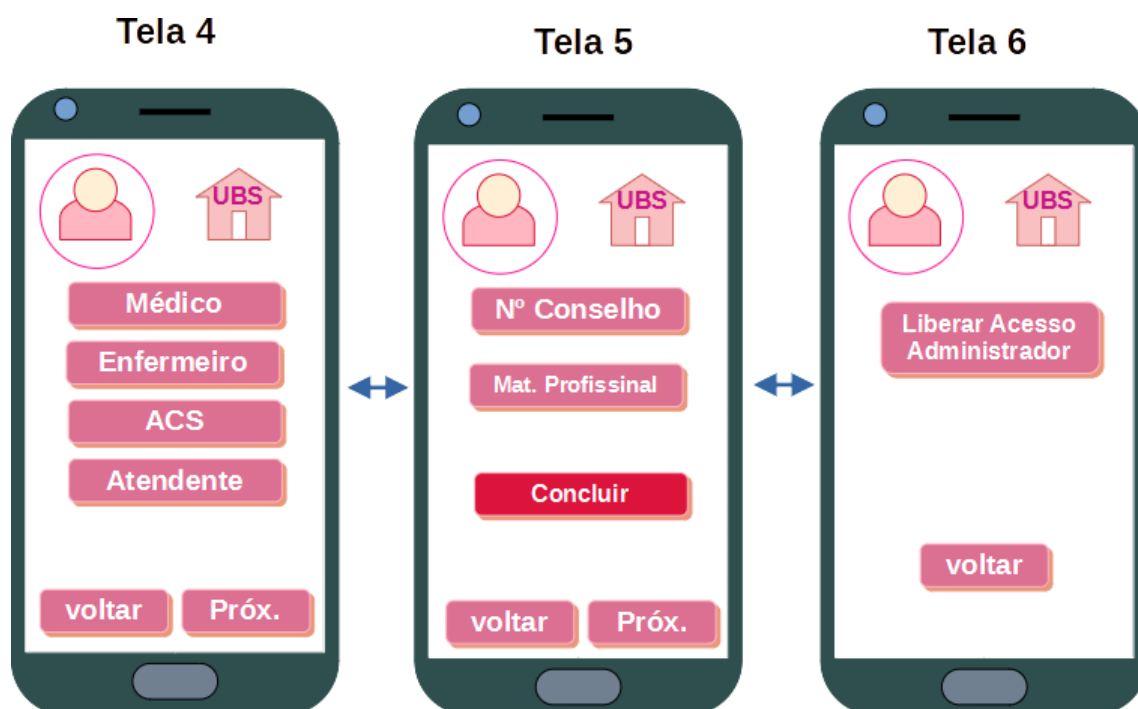 Tela 4
UBS
Médico
Enfermeiro
ACS
Atendente
voltar
Próx.
Tela 5
UBS
Nº Conselho
Mat. Profissinal
Concluir
voltar
Próx.
Tela 6
UBS
Liberar Acesso
Administrador
voltar